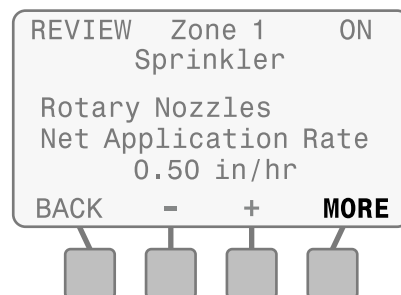 REVIEW Zone 1 ON
Sprinkler
Rotary Nozzles
Net Application Rate
0.50 in/hr
BACK - + MORE